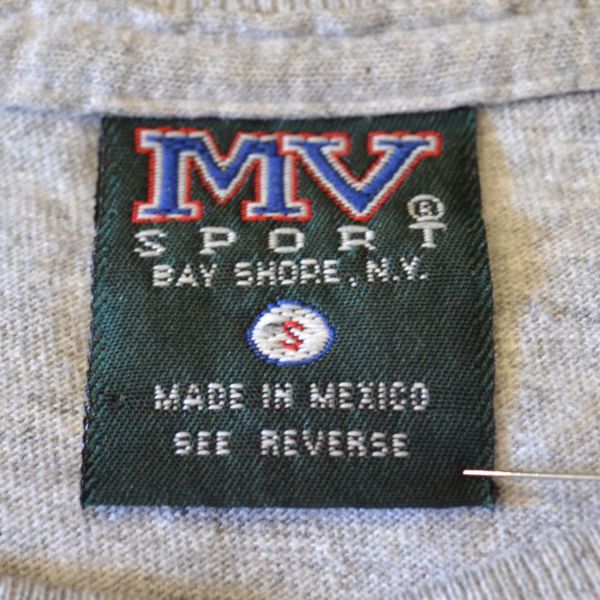 MV
SPORT®
BAY SHORE, N.Y.
S
MADE IN MEXICO
SEE REVERSE